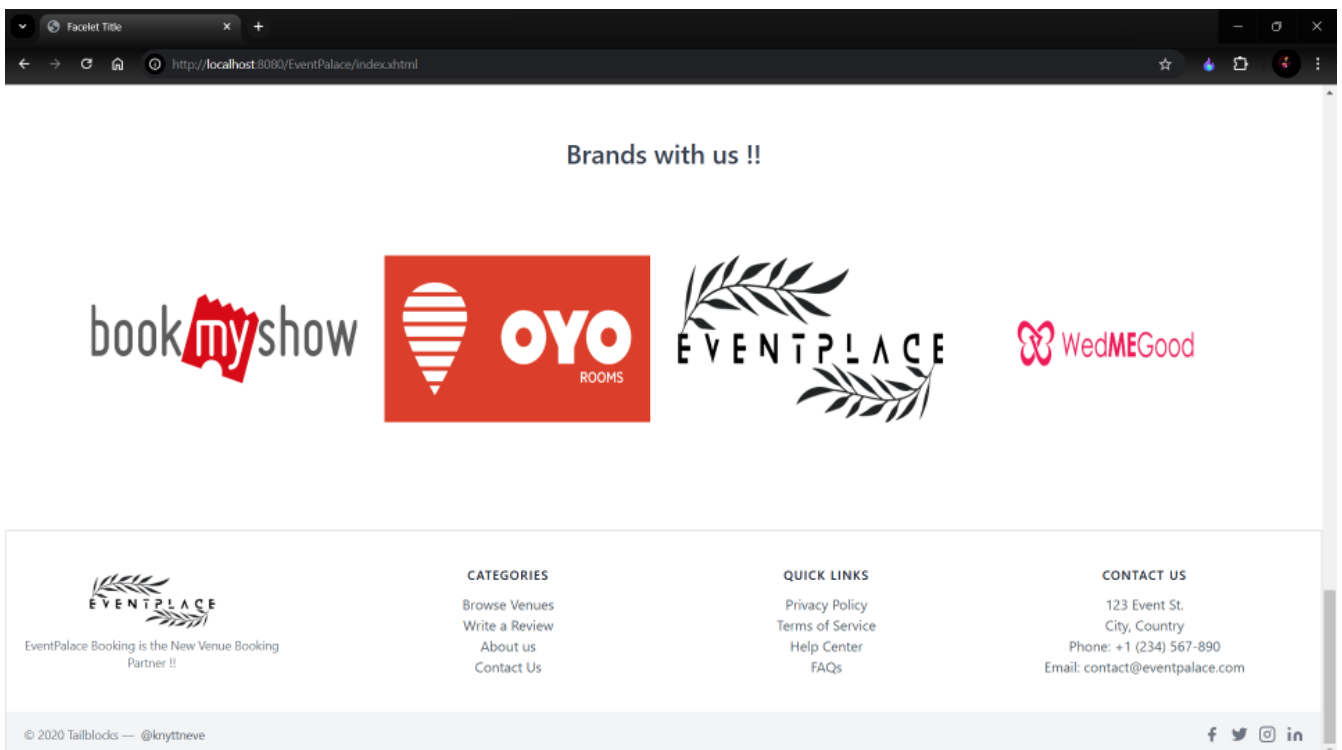 Facelet Title
http://localhost:8080/EventPalace/index.xhtml
Brands with us !!
bookmyshow
OYO
ROOMS
EVENTPLACE
WedMEGood
EVENTPLACE
EventPalace Booking is the New Venue Booking
Partner !!
CATEGORIES
Browse Venues
Write a Review
About us
Contact Us
QUICK LINKS
Privacy Policy
Terms of Service
Help Center
FAQs
CONTACT US
123 Event St.
City, Country
Phone: +1 (234) 567-890
Email: contact@eventpalace.com
© 2020 Tailblocks — @knyttneve